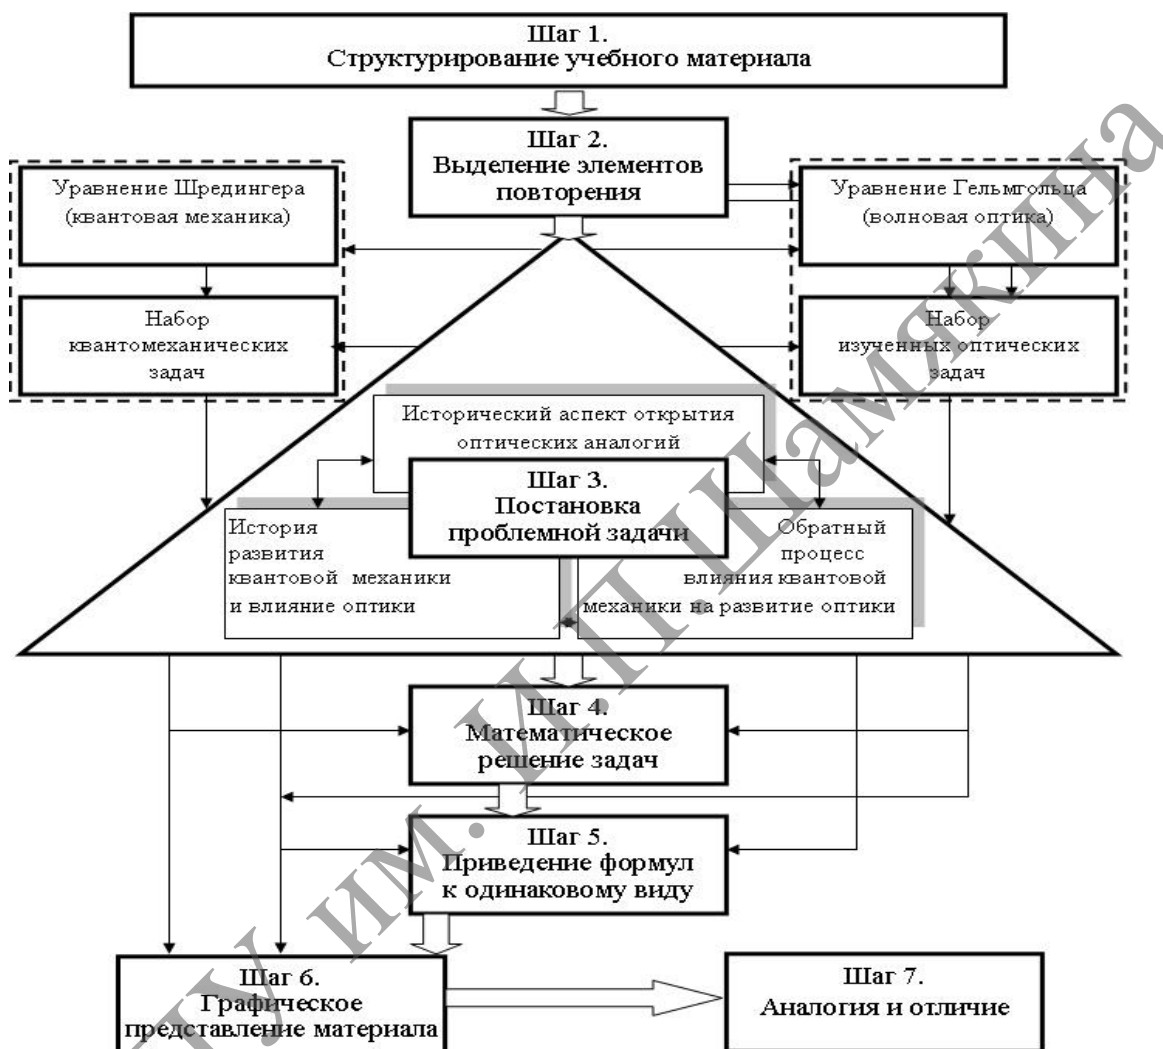 Шаг 1.
Структурирование учебного материала
Шаг 2.
Выделение элементов
повторения
Уравнение Шредингера
(квантовая механика)
Уравнение Гельмгольца
(волновая оптика)
Набор
квантомеханических
задач
Набор
изученных оптических
задач
Исторический аспект открытия
оптических аналогий
Шаг 3.
Постановка
проблемной задачи
История
развития
квантовой механики
и влияние оптики
Обратный
процесс
влияния квантовой
механики на развитие оптики
Шаг 4.
Математическое
решение задач
Шаг 5.
Приведение формул
к одинаковому виду
Шаг 6.
Графическое
представление материала
Шаг 7.
Аналогия и отличие
ПУ им. И.П.Шамякина